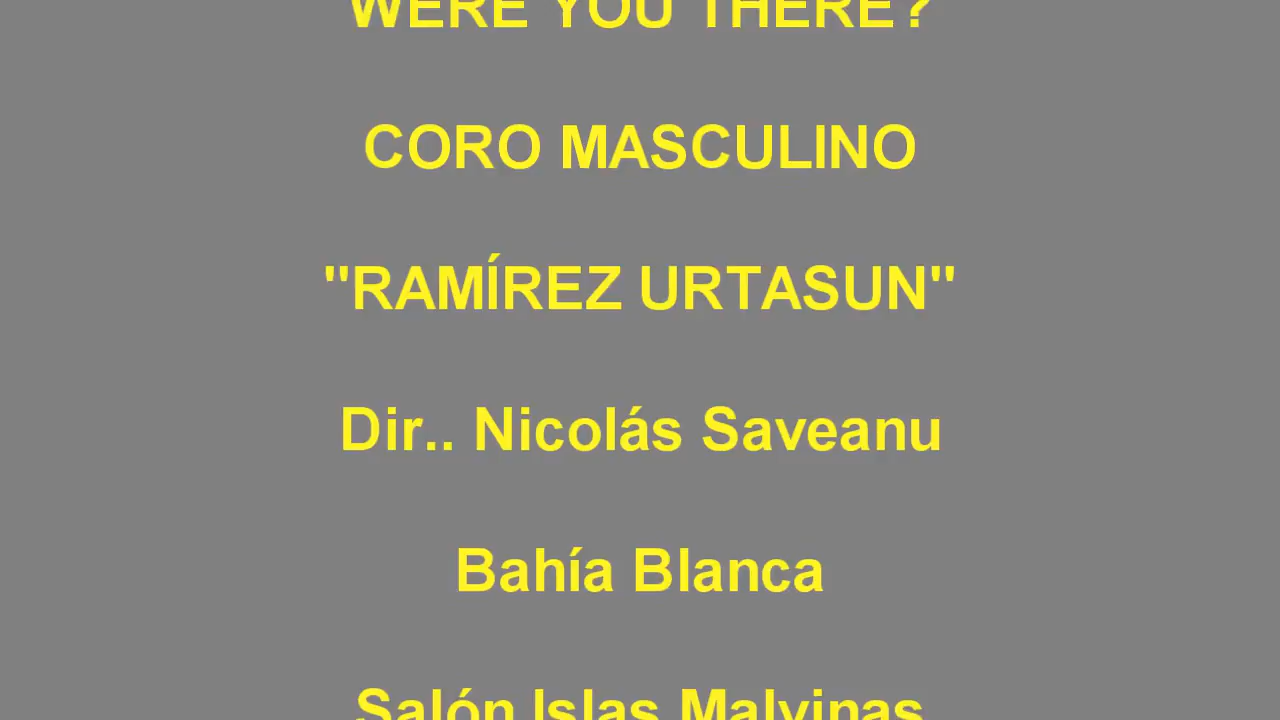 WERE YOU THERE?
CORO MASCULINO
"RAMÍREZ URTASUN"
Dir.. Nicolás Saveanu
Bahía Blanca
Salón Islas Malvinas